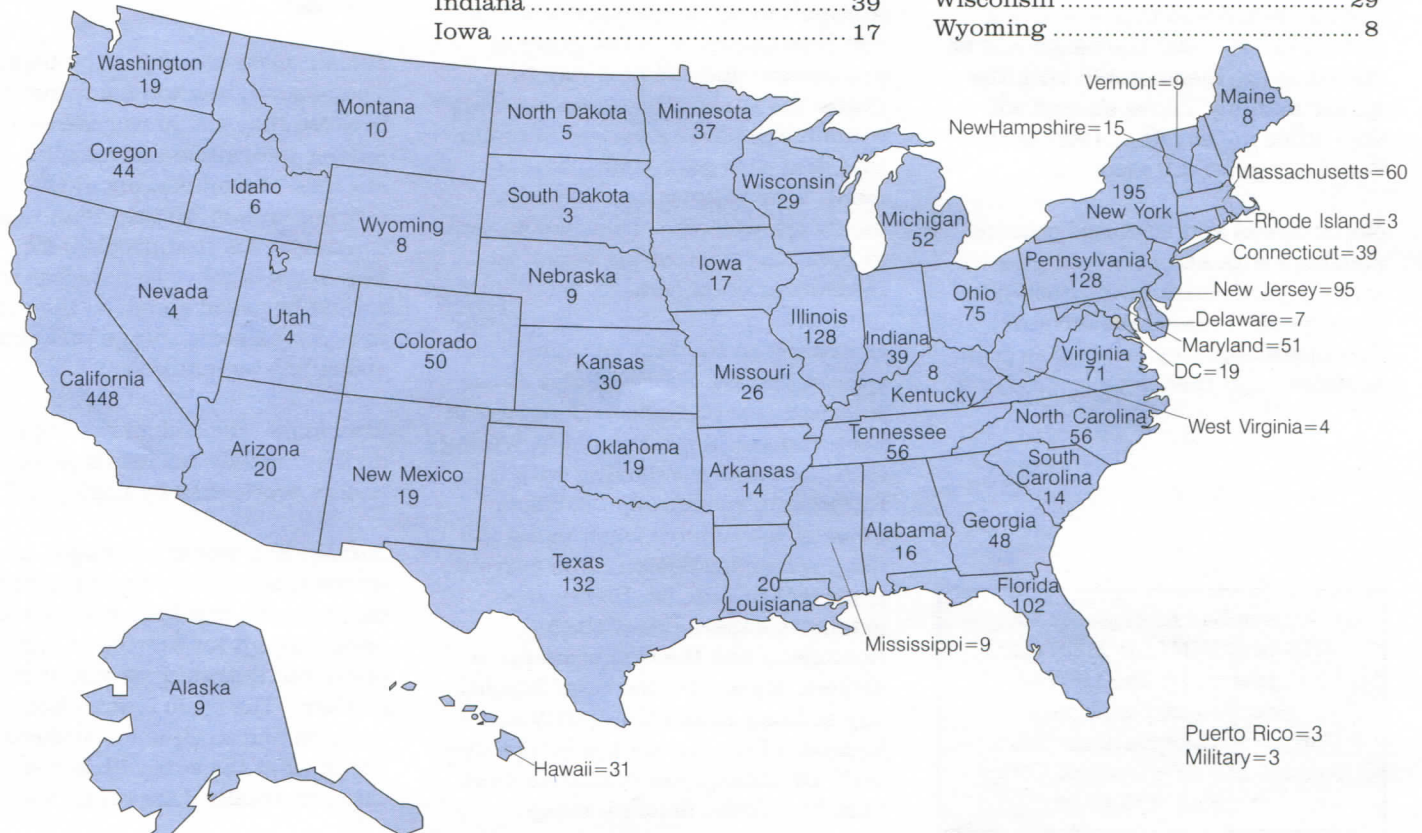 Indiana ........................................ 39
Iowa ........................................... 17
Wisconsin ................................... 29
Wyoming ...................................... 8
Washington
19
Montana
10
North Dakota
5
Minnesota
37
Vermont=9
Maine
8
NewHampshire=15
Oregon
44
Idaho
6
South Dakota
3
Wisconsin
29
Massachusetts=60
Wyoming
8
Michigan
52
195
New York
Rhode Island=3
Connecticut=39
Nebraska
9
Iowa
17
Pennsylvania
128
New Jersey=95
Nevada
4
Utah
4
Colorado
50
Illinois
128
Indiana
39
Ohio
75
Delaware=7
Maryland=51
DC=19
California
448
Kansas
30
Missouri
26
8
Kentucky
Virginia
71
West Virginia=4
Arizona
20
New Mexico
19
Oklahoma
19
Arkansas
14
Tennessee
56
North Carolina
56
South
Carolina
14
Texas
132
20
Louisiana
Alabama
16
Georgia
48
Florida
102
Mississippi=9
Alaska
9
Hawaii=31
Puerto Rico=3
Military=3